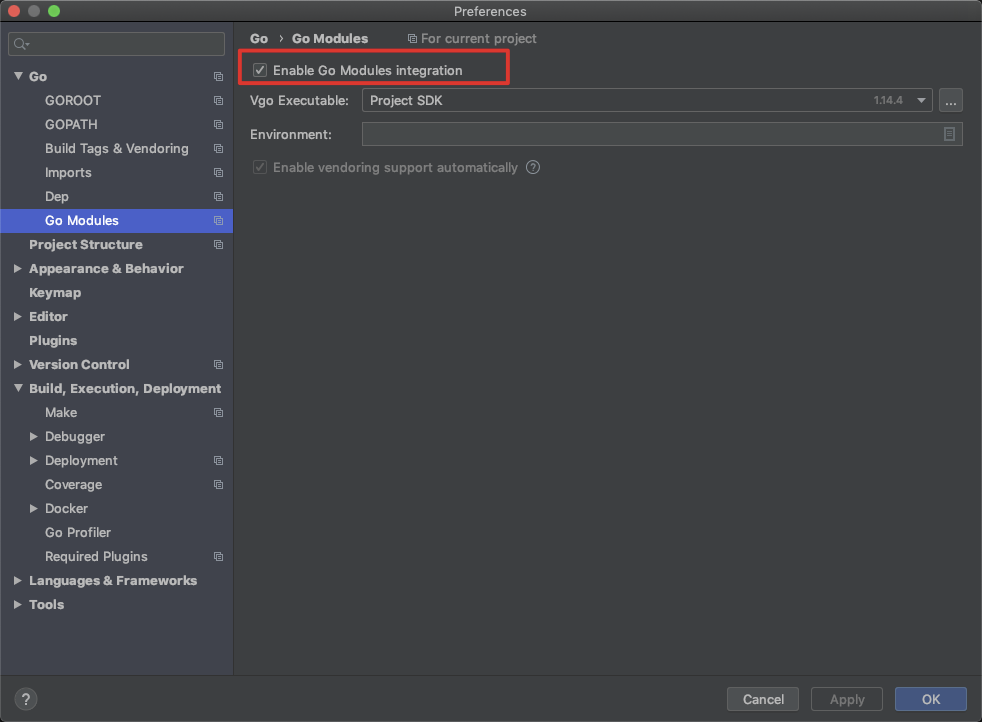 Preferences
Go
GOROOT
GOPATH
Build Tags & Vendoring
Imports
Dep
Go Modules
Project Structure
Appearance & Behavior
Keymap
Editor
Plugins
Version Control
Build, Execution, Deployment
Make
Debugger
Deployment
Coverage
Docker
Go Profiler
Required Plugins
Languages & Frameworks
Tools
Go › Go Modules For current project
Enable Go Modules integration
Vgo Executable: Project SDK 1.14.4 ...
Environment:
Enable vendoring support automatically ?
? Cancel Apply OK